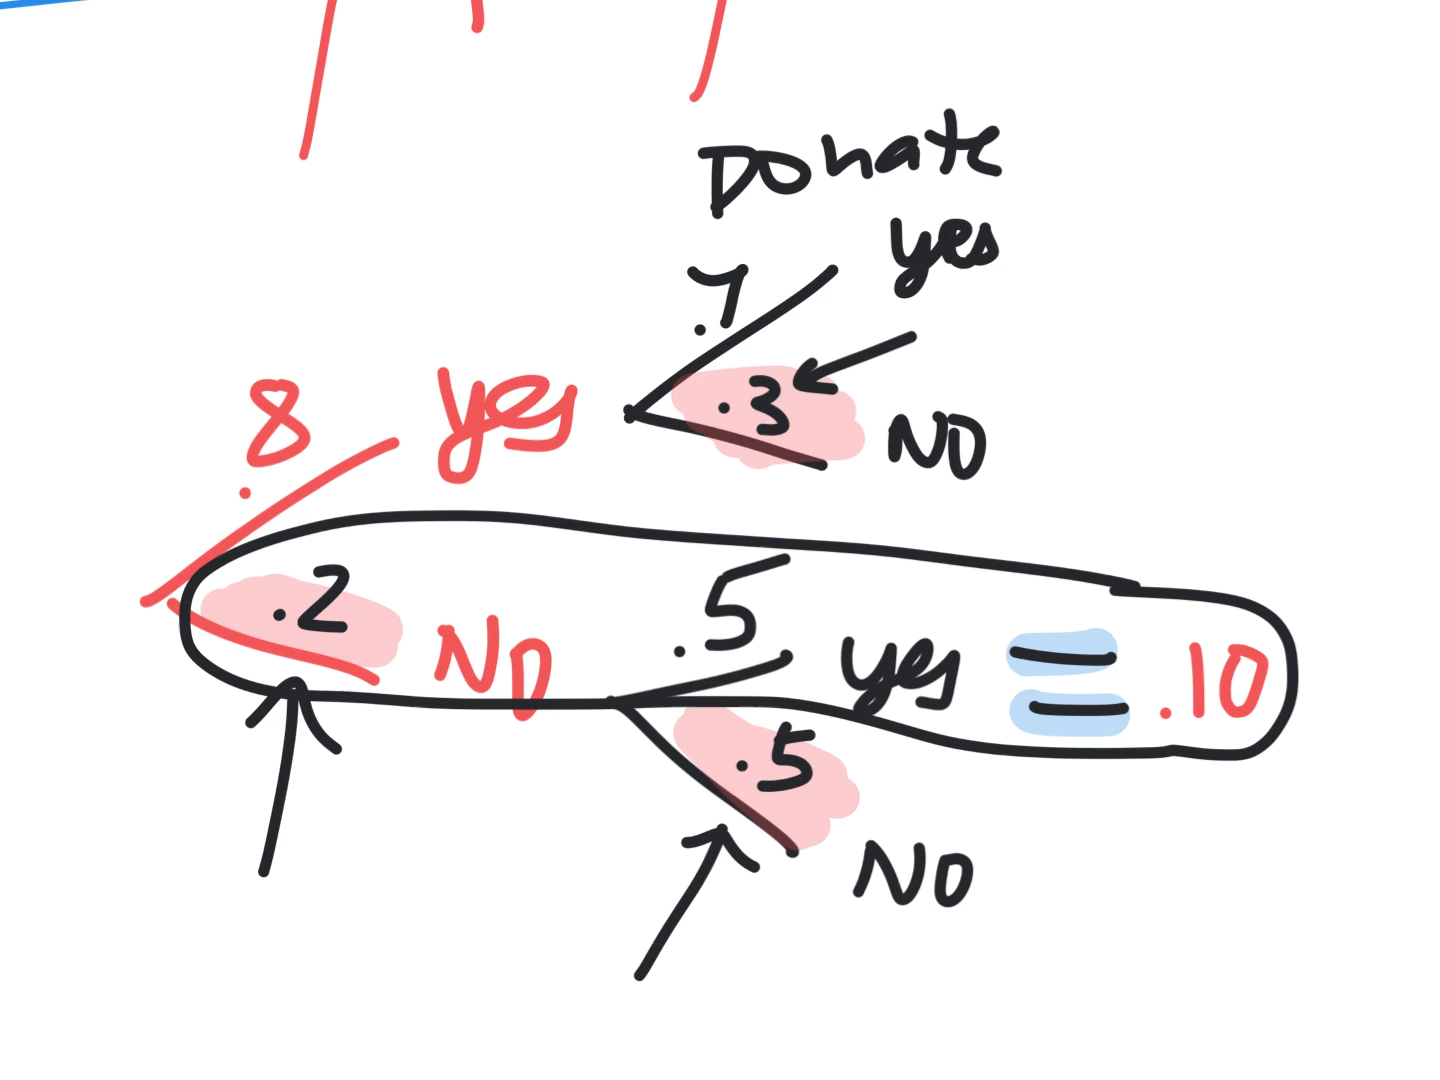 Donate
yes
.7
.3
NO
.8 yes
.2 NO
.5 yes = .10
.5
NO